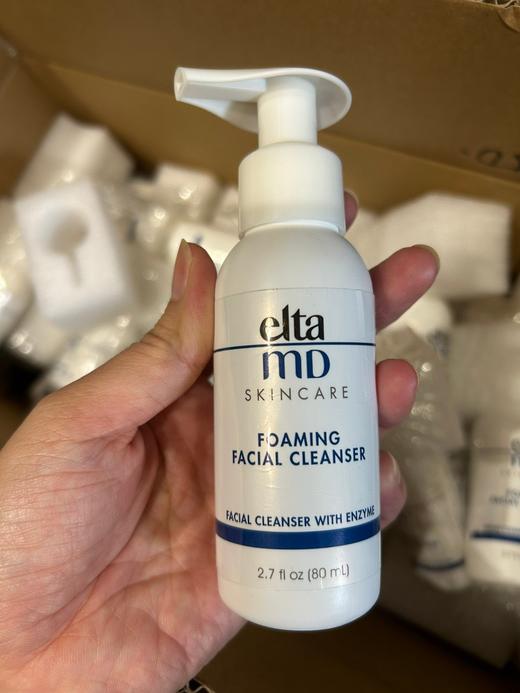 elta
MD
SKINCARE
FOAMING
FACIAL CLEANSER
FACIAL CLEANSER WITH ENZYME
2.7 fl oz (80 mL)